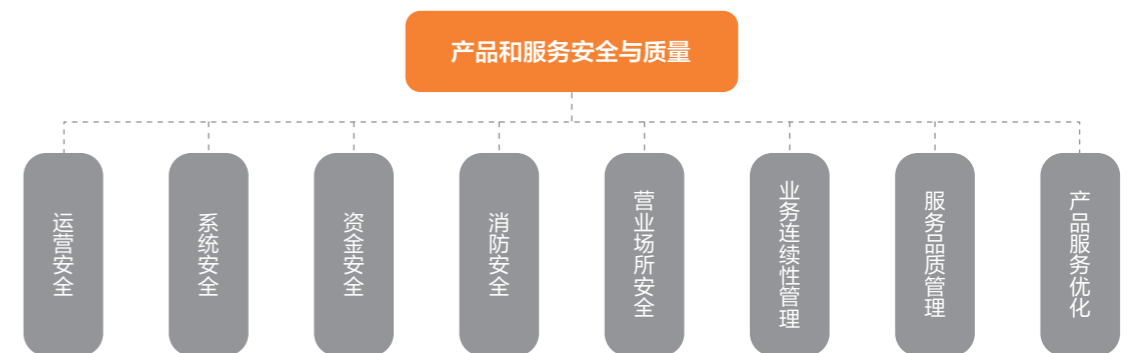 产品和服务安全与质量
运营安全
系统安全
资金安全
消防安全
营业场所安全
业务连续性管理
服务品质管理
产品服务优化